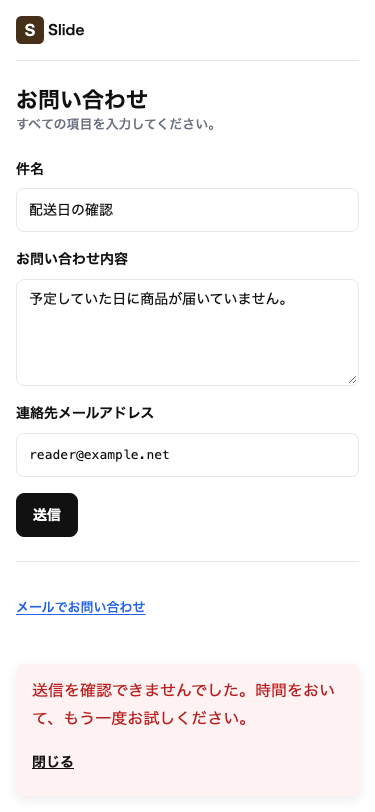 S Slide
お問い合わせ
すべての項目を入力してください。
件名
配送日の確認
お問い合わせ内容
予定していた日に商品が届いていません。
連絡先メールアドレス
reader@example.net
送信
メールでお問い合わせ
送信を確認できませんでした。時間をおい
て、もう一度お試しください。
閉じる